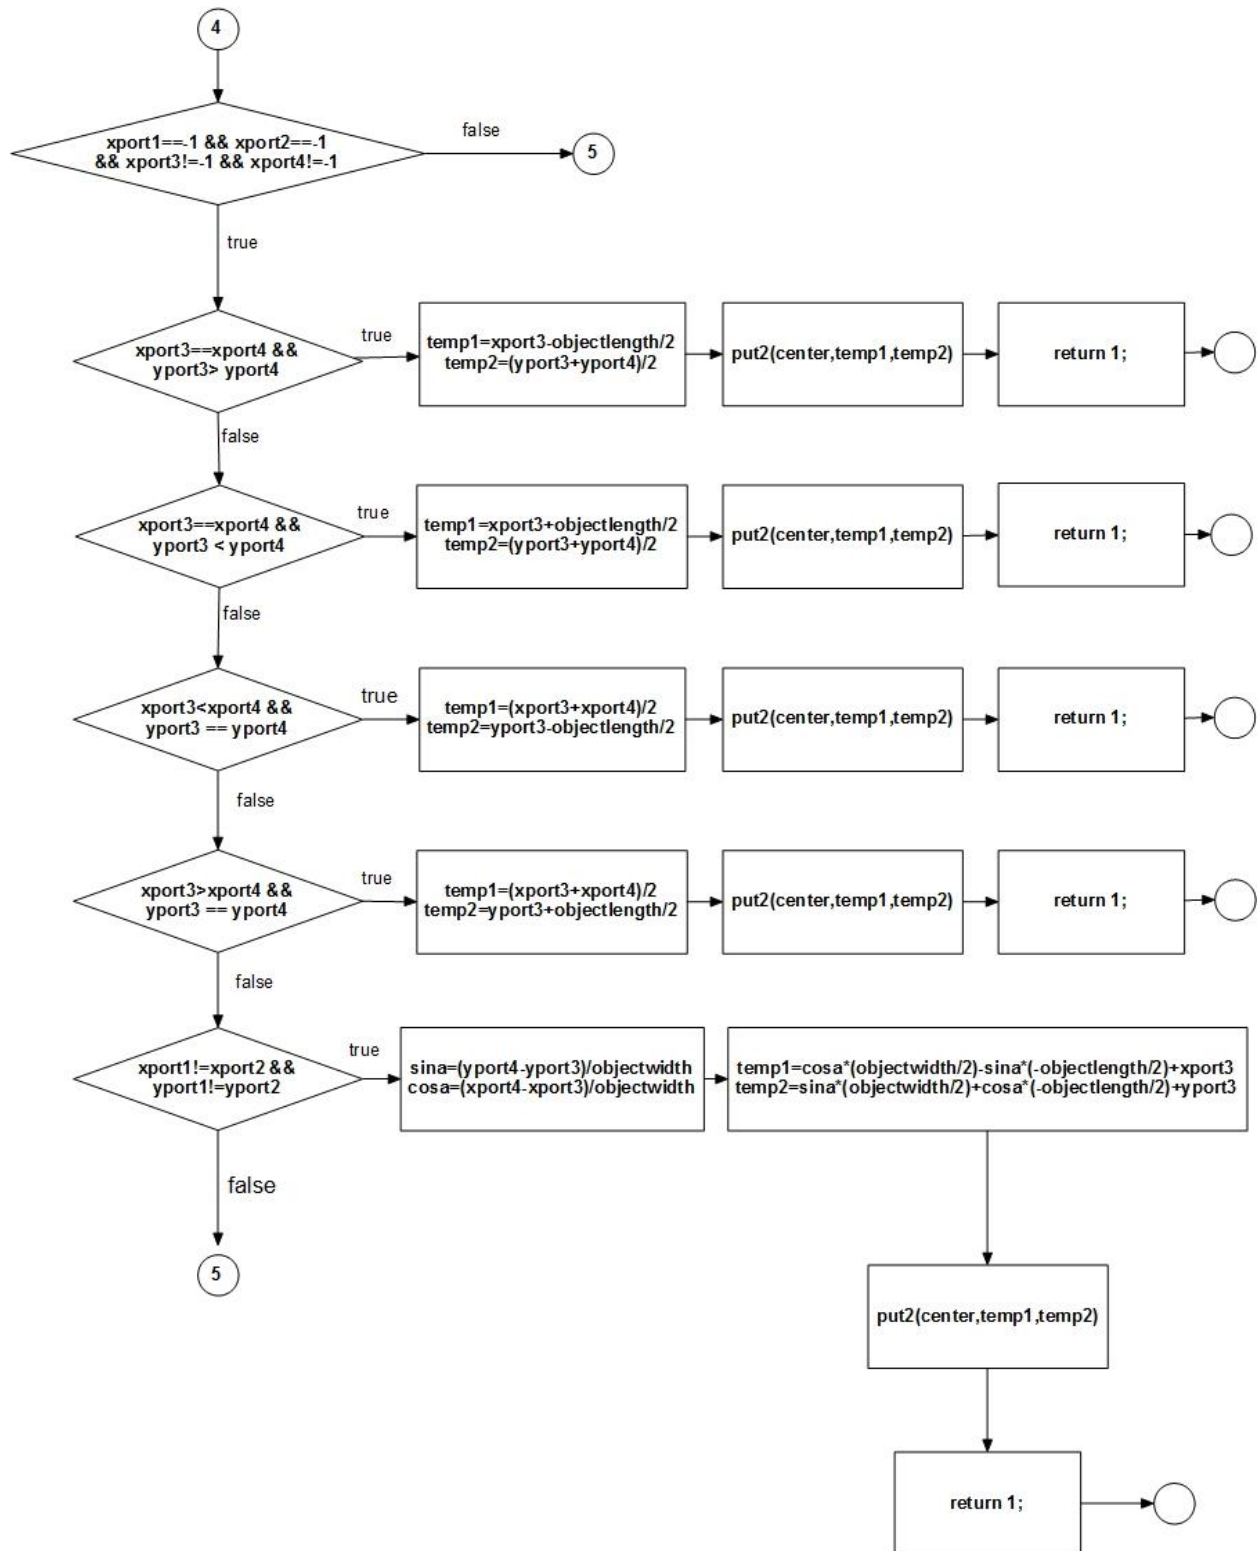 4
xport1==-1 && xport2==-1
&& xport3!=-1 && xport4!=-1
false
5
true
xport3==xport4 &&
yport3> yport4
true
temp1=xport3-objectlength/2
temp2=(yport3+yport4)/2
put2(center,temp1,temp2)
return 1;
false
xport3==xport4 &&
yport3 < yport4
true
temp1=xport3+objectlength/2
temp2=(yport3+yport4)/2
put2(center,temp1,temp2)
return 1;
false
xport3<xport4 &&
yport3 == yport4
true
temp1=(xport3+xport4)/2
temp2=yport3-objectlength/2
put2(center,temp1,temp2)
return 1;
false
xport3>xport4 &&
yport3 == yport4
true
temp1=(xport3+xport4)/2
temp2=yport3+objectlength/2
put2(center,temp1,temp2)
return 1;
false
xport1!=xport2 &&
yport1!=yport2
true
sina=(yport4-yport3)/objectwidth
cosa=(xport4-xport3)/objectwidth
temp1=cosa*(objectwidth/2)-sina*(-objectlength/2)+xport3
temp2=sina*(objectwidth/2)+cosa*(-objectlength/2)+yport3
false
5
put2(center,temp1,temp2)
return 1;